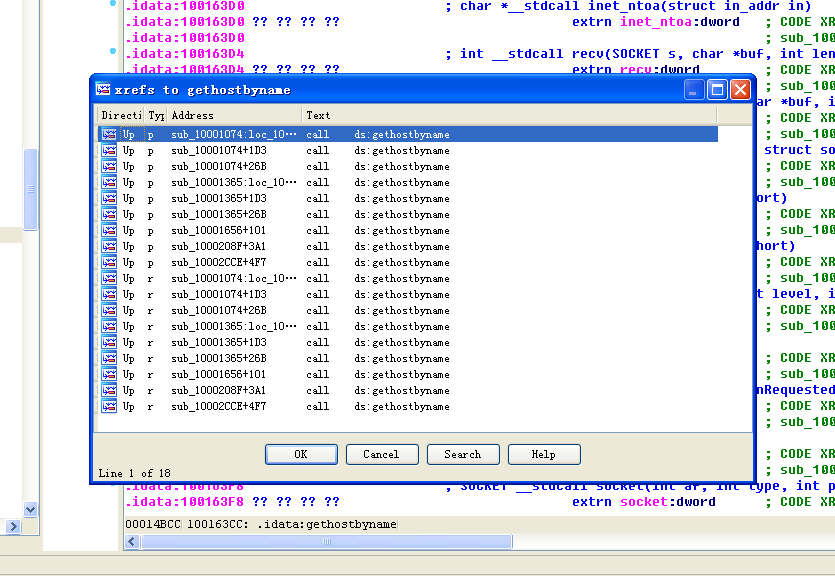 .idata:100163D0 ; char *__stdcall inet_ntoa(struct in_addr in)
.idata:100163D0 ?? ?? ?? ?? extrn inet_ntoa:dword ; CODE XR
.idata:100163D0 ; sub_100
.idata:100163D4 ; int __stdcall recv(SOCKET s, char *buf, int len
.idata:100163D4 ?? ?? ?? ?? extrn recv:dword ; CODE XR
; sub_100
xrefs to gethostbyname
ar *buf, i
Directi Typ Address Text
; CODE XR
Up p sub_10001074:loc_10··· call ds:gethostbyname
; sub_100
Up p sub_10001074+1D3 call ds:gethostbyname
struct so
Up p sub_10001074+26B call ds:gethostbyname
; CODE XR
Up p sub_10001365:loc_10··· call ds:gethostbyname
; sub_100
Up p sub_10001365+1D3 call ds:gethostbyname
ort)
Up p sub_10001365+26B call ds:gethostbyname
; CODE XR
Up p sub_10001656+101 call ds:gethostbyname
; sub_100
Up p sub_1000208F+3A1 call ds:gethostbyname
hort)
Up p sub_10002CCE+4F7 call ds:gethostbyname
; CODE XR
Up r sub_10001074:loc_10··· call ds:gethostbyname
; sub_100
Up r sub_10001074+1D3 call ds:gethostbyname
t level, i
Up r sub_10001074+26B call ds:gethostbyname
; CODE XR
Up r sub_10001365:loc_10··· call ds:gethostbyname
; sub_100
Up r sub_10001365+1D3 call ds:gethostbyname
Up r sub_10001365+26B call ds:gethostbyname
; CODE XR
Up r sub_10001656+101 call ds:gethostbyname
; sub_100
Up r sub_1000208F+3A1 call ds:gethostbyname
nRequested
Up r sub_10002CCE+4F7 call ds:gethostbyname
; CODE XR
; sub_100
OK Cancel Search Help
; CODE XR
Line 1 of 18
; sub_100
.idata:100163F8 ; SOCKET __stdcall socket(int af, int type, int p
.idata:100163F8 ?? ?? ?? ?? extrn socket:dword ; CODE XR
00014BCC 100163CC: .idata:gethostbyname